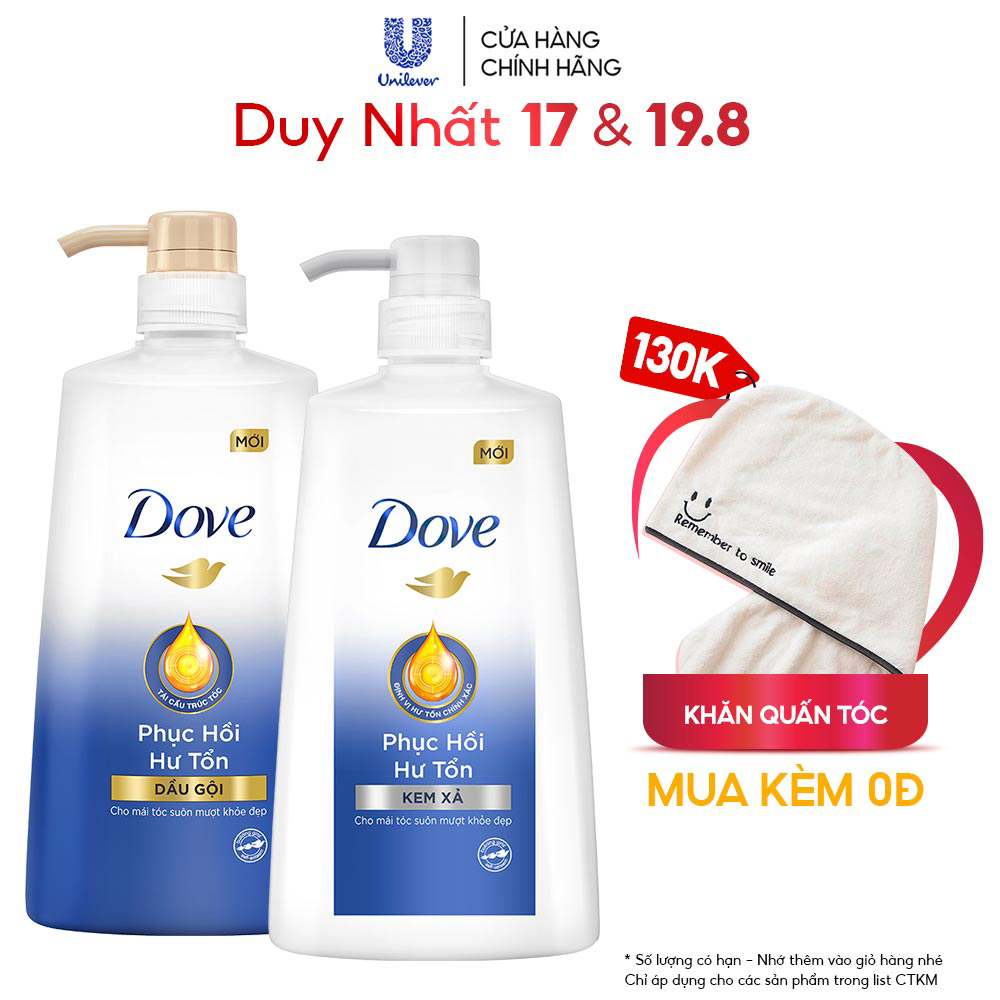 Unilever
CỬA HÀNG
CHÍNH HÃNG
Duy Nhất 17 & 19.8
MỚI
Dove
TÁI CẤU TRÚC TÓC
Phục Hồi
Hư Tổn
DẦU GỘI
Cho mái tóc suôn mượt khỏe đẹp
MỚI
Dove
ĐỊNH VỊ HƯ TỔN CHÍNH XÁC
Phục Hồi
Hư Tổn
KEM XẢ
Cho mái tóc suôn mượt khỏe đẹp
130K
Remember to smile
KHĂN QUẤN TÓC
MUA KÈM 0Đ
* Số lượng có hạn - Nhớ thêm vào giỏ hàng nhé
Chỉ áp dụng cho các sản phẩm trong list CTKM